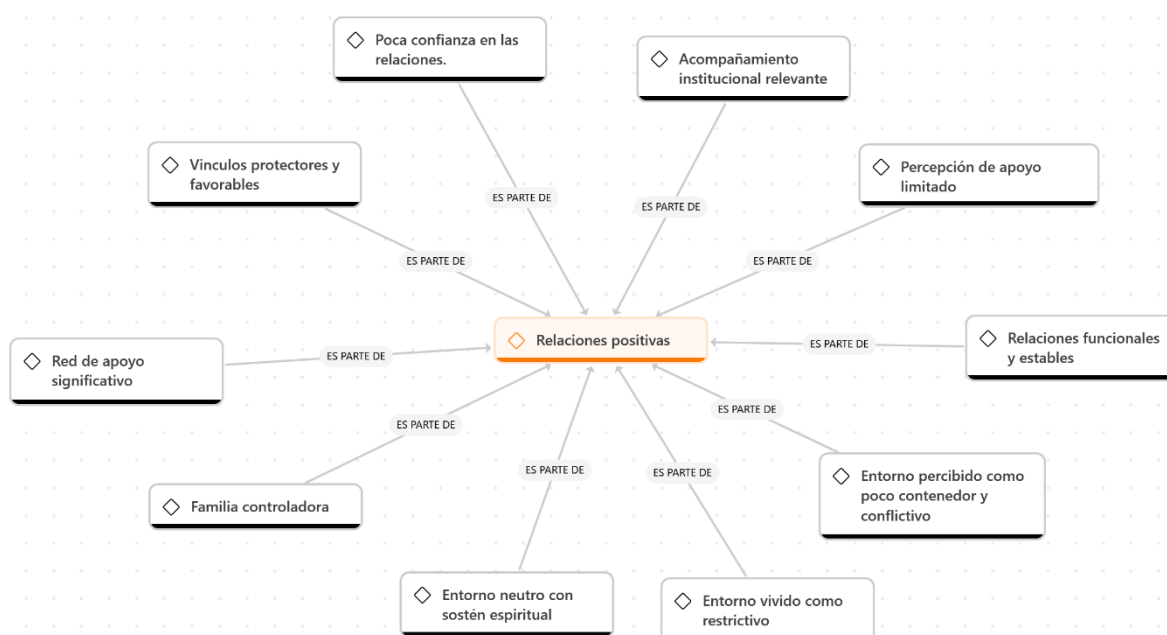 Poca confianza en las
relaciones.
Acompañamiento
institucional relevante
Vinculos protectores y
favorables
Percepción de apoyo
limitado
ES PARTE DE
ES PARTE DE
ES PARTE DE
ES PARTE DE
Relaciones positivas
Relaciones funcionales
y estables
ES PARTE DE
Red de apoyo
significativo
ES PARTE DE
ES PARTE DE
ES PARTE DE
Familia controladora
ES PARTE DE
ES PARTE DE
Entorno percibido como
poco contenedor y
conflictivo
Entorno neutro con
sostén espiritual
Entorno vivido como
restrictivo